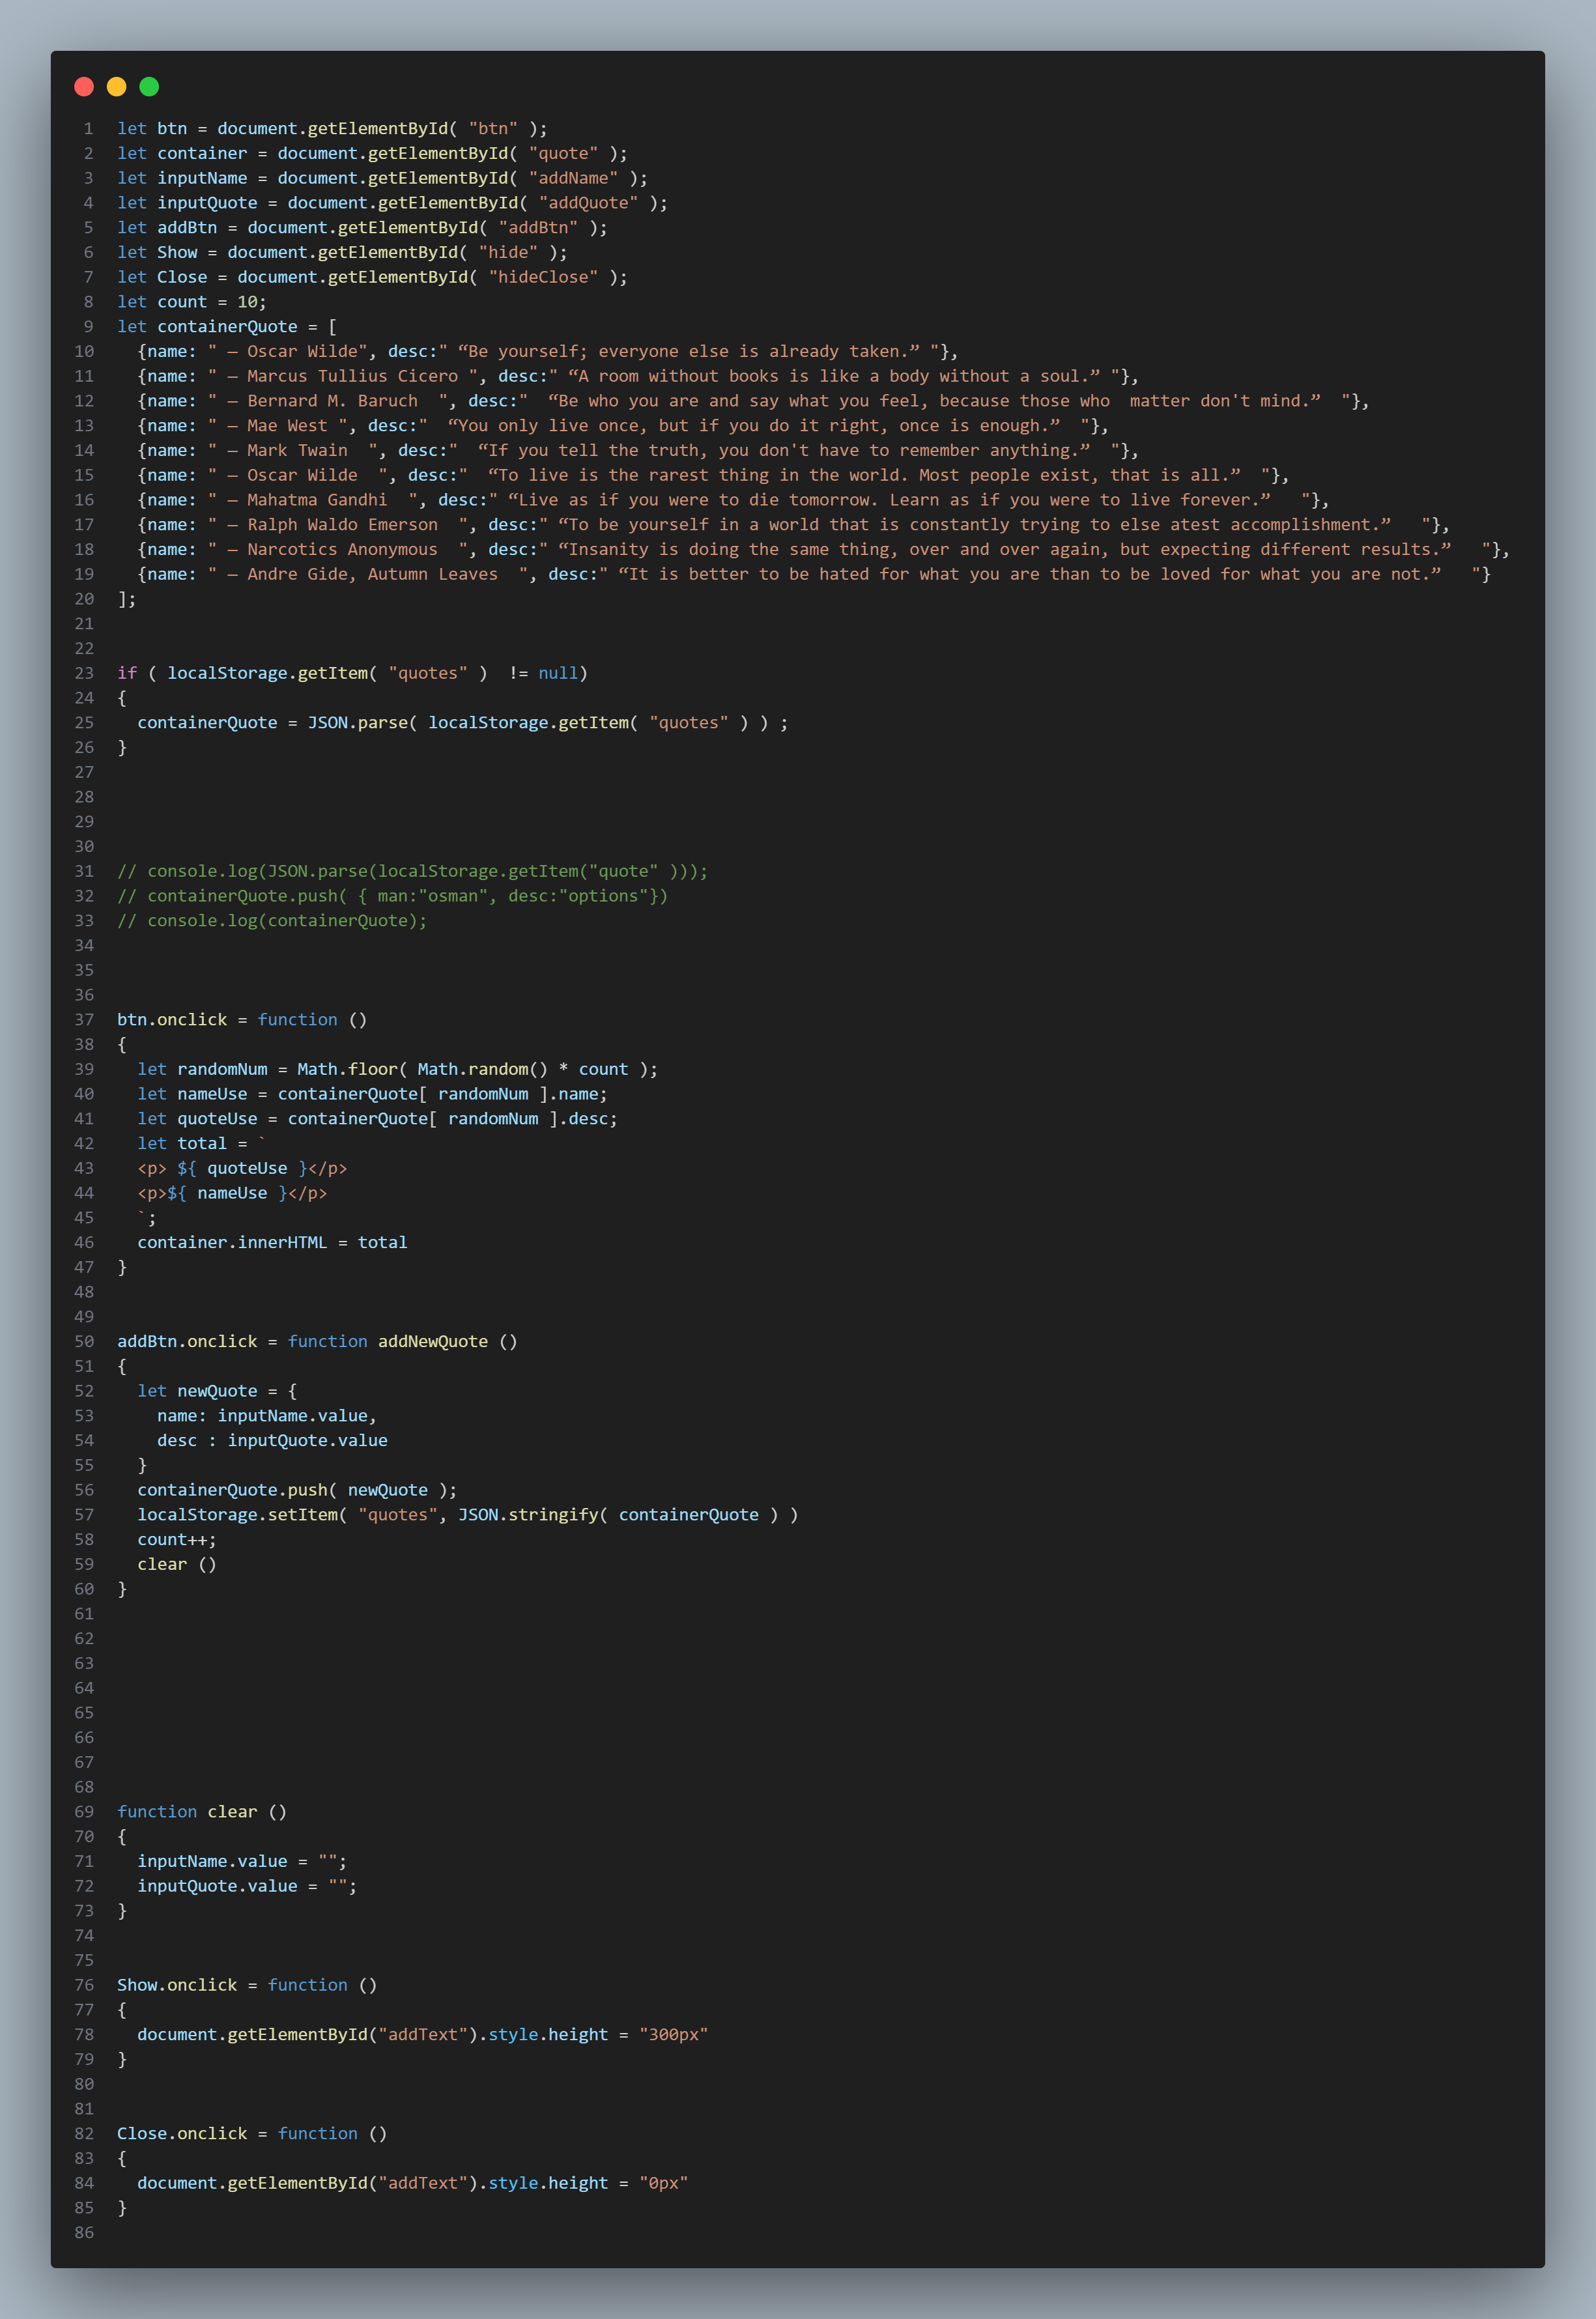 1 let btn = document.getElementById( "btn" );
2 let container = document.getElementById( "quote" );
3 let inputName = document.getElementById( "addName" );
4 let inputQuote = document.getElementById( "addQuote" );
5 let addBtn = document.getElementById( "addBtn" );
6 let Show = document.getElementById( "hide" );
7 let Close = document.getElementById( "hideClose" );
8 let count = 10;
9 let containerQuote = [
10   {name: " — Oscar Wilde", desc:" “Be yourself; everyone else is already taken.” "},
11   {name: " — Marcus Tullius Cicero ", desc:" “A room without books is like a body without a soul.” "},
12   {name: " — Bernard M. Baruch  ", desc:"  “Be who you are and say what you feel, because those who  matter don't mind.”  "},
13   {name: " — Mae West ", desc:"  “You only live once, but if you do it right, once is enough.”  "},
14   {name: " — Mark Twain  ", desc:"  “If you tell the truth, you don't have to remember anything.”  "},
15   {name: " — Oscar Wilde  ", desc:"  “To live is the rarest thing in the world. Most people exist, that is all.”  "},
16   {name: " — Mahatma Gandhi  ", desc:" “Live as if you were to die tomorrow. Learn as if you were to live forever.”   "},
17   {name: " — Ralph Waldo Emerson  ", desc:" “To be yourself in a world that is constantly trying to else atest accomplishment.”   "},
18   {name: " — Narcotics Anonymous  ", desc:" “Insanity is doing the same thing, over and over again, but expecting different results.”   "},
19   {name: " — Andre Gide, Autumn Leaves  ", desc:" “It is better to be hated for what you are than to be loved for what you are not.”   "}
20 ];
21
22
23 if ( localStorage.getItem( "quotes" )  != null)
24 {
25   containerQuote = JSON.parse( localStorage.getItem( "quotes" ) ) ;
26 }
27
28
29
30
31 // console.log(JSON.parse(localStorage.getItem("quote" )));
32 // containerQuote.push( { man:"osman", desc:"options"})
33 // console.log(containerQuote);
34
35
36
37 btn.onclick = function ()
38 {
39   let randomNum = Math.floor( Math.random() * count );
40   let nameUse = containerQuote[ randomNum ].name;
41   let quoteUse = containerQuote[ randomNum ].desc;
42   let total = `
43   <p> ${ quoteUse }</p>
44   <p>${ nameUse }</p>
45   `;
46   container.innerHTML = total
47 }
48
49
50 addBtn.onclick = function addNewQuote ()
51 {
52   let newQuote = {
53     name: inputName.value,
54     desc : inputQuote.value
55   }
56   containerQuote.push( newQuote );
57   localStorage.setItem( "quotes", JSON.stringify( containerQuote ) )
58   count++;
59   clear ()
60 }
61
62
63
64
65
66
67
68
69 function clear ()
70 {
71   inputName.value = "";
72   inputQuote.value = "";
73 }
74
75
76 Show.onclick = function ()
77 {
78   document.getElementById("addText").style.height = "300px"
79 }
80
81
82 Close.onclick = function ()
83 {
84   document.getElementById("addText").style.height = "0px"
85 }
86